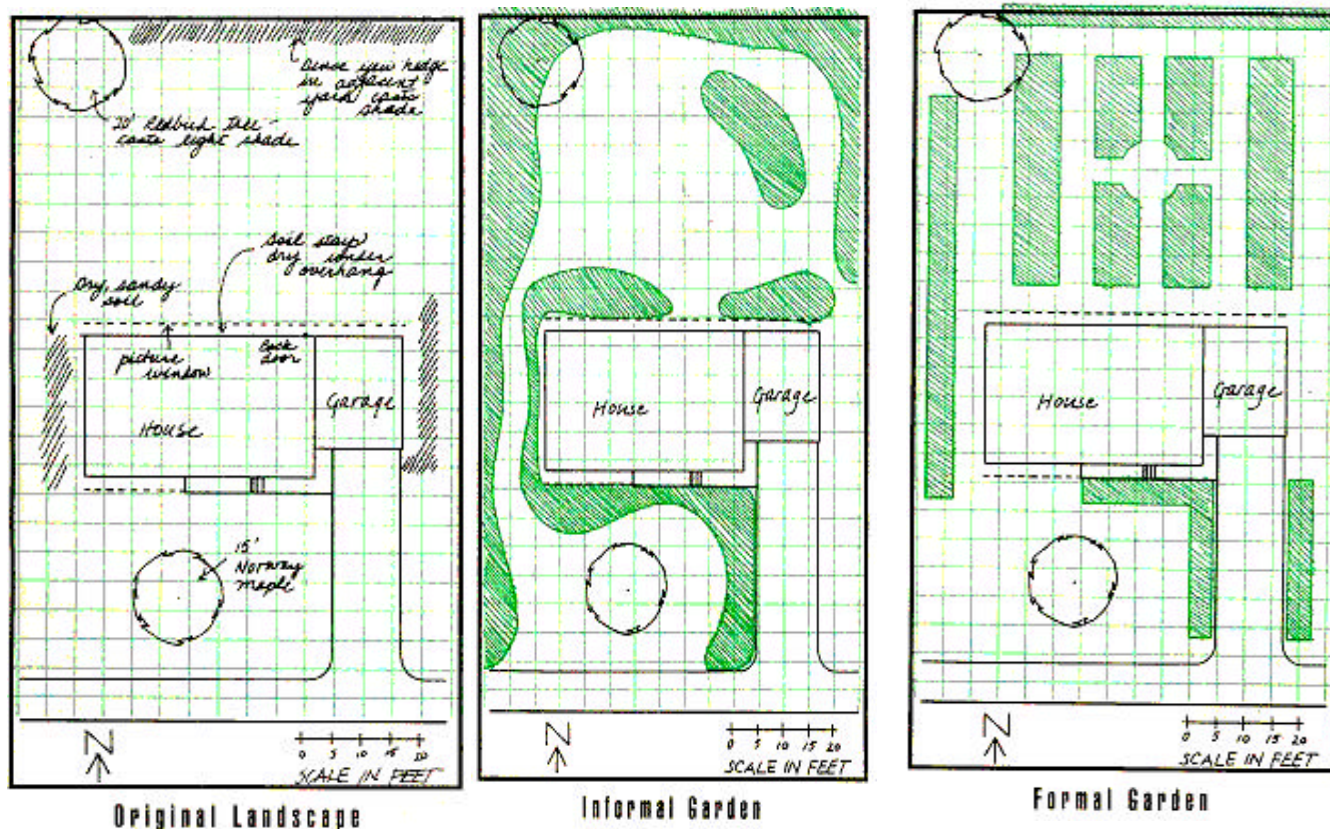 Dense yew hedge
in adjacent
yard casts
shade
20' Redbud tree -
casts light shade
soil stays
dry under
overhang
Dry, sandy
soil
picture
window
back
door
House
Garage
15'
Norway
Maple
N
0 5 10 15 20
SCALE IN FEET
Original Landscape
House
Garage
N
0 5 10 15 20
SCALE IN FEET
Informal Garden
House
Garage
N
0 5 10 15 20
SCALE IN FEET
Formal Garden